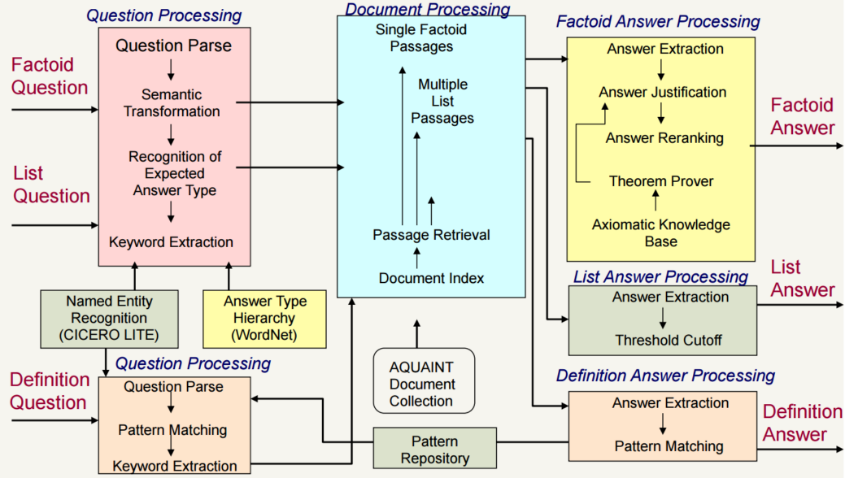 Question Processing
Document Processing
Factoid Answer Processing
Factoid
Question
List
Question
Question Parse
Semantic
Transformation
Recognition of
Expected
Answer Type
Keyword Extraction
Single Factoid
Passages
Multiple
List
Passages
Passage Retrieval
Document Index
Answer Extraction
Answer Justification
Answer Reranking
Theorem Prover
Axiomatic Knowledge
Base
Factoid
Answer
Named Entity
Recognition
(CICERO LITE)
Answer Type
Hierarchy
(WordNet)
AQUAINT
Document
Collection
List Answer Processing
Answer Extraction
Threshold Cutoff
List
Answer
Question Processing
Definition
Question
Question Parse
Pattern Matching
Keyword Extraction
Pattern
Repository
Definition Answer Processing
Answer Extraction
Pattern Matching
Definition
Answer